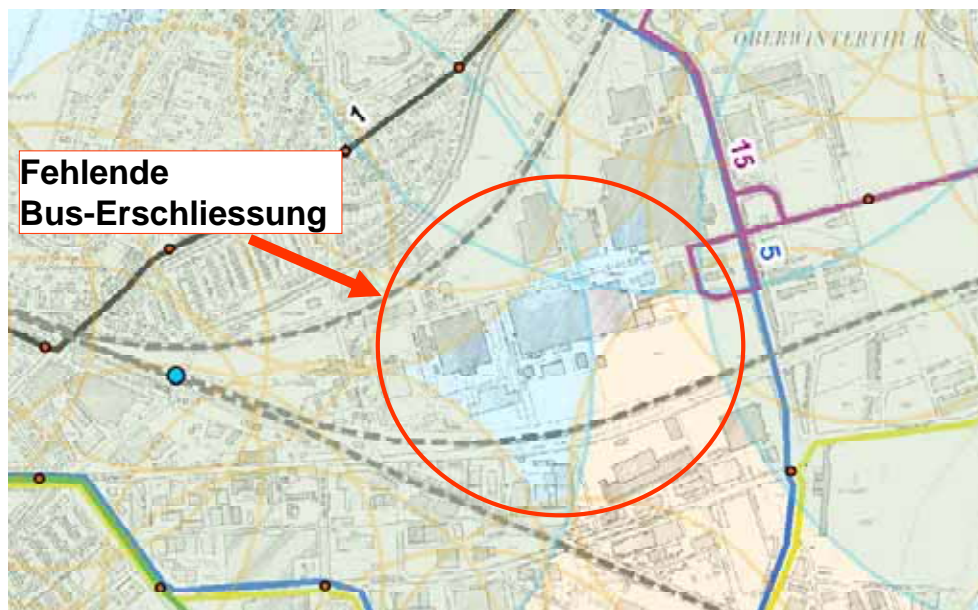 OBERWINTERTHUR
1
15
Fehlende
Bus-Erschliessung
5